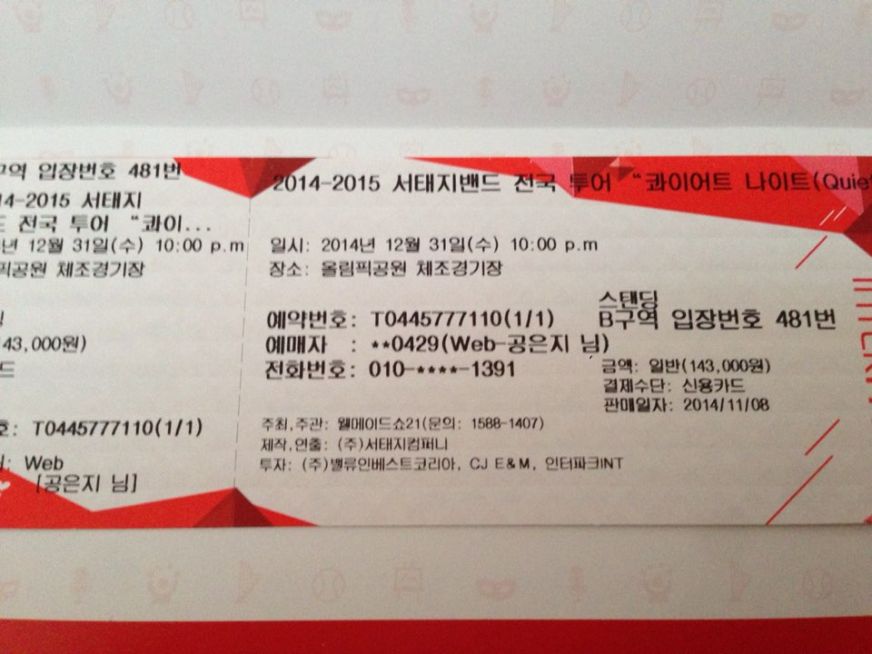 구역 입장번호 481번
14-2015 서태지
드 전국 투어 "콰이...
년 12월 31일(수) 10:00 p.m
픽공원 체조경기장
143,000원)
드
호: T0445777110(1/1)
Web
[공은지 님]
2014-2015 서태지밴드 전국 투어 "콰이어트 나이트(Quiet
일시: 2014년 12월 31일(수) 10:00 p.m
장소: 올림픽공원 체조경기장
스탠딩
예약번호: T0445777110(1/1) B구역 입장번호 481번
예매자 : **0429(Web-공은지 님)
전화번호: 010-****-1391
금액: 일반(143,000원)
결제수단: 신용카드
판매일자: 2014/11/08
주최,주관: 웰메이드쇼21(문의: 1588-1407)
제작,연출: (주)서태지컴퍼니
투자: (주)밸류인베스트코리아, CJ E&M, 인터파크INT